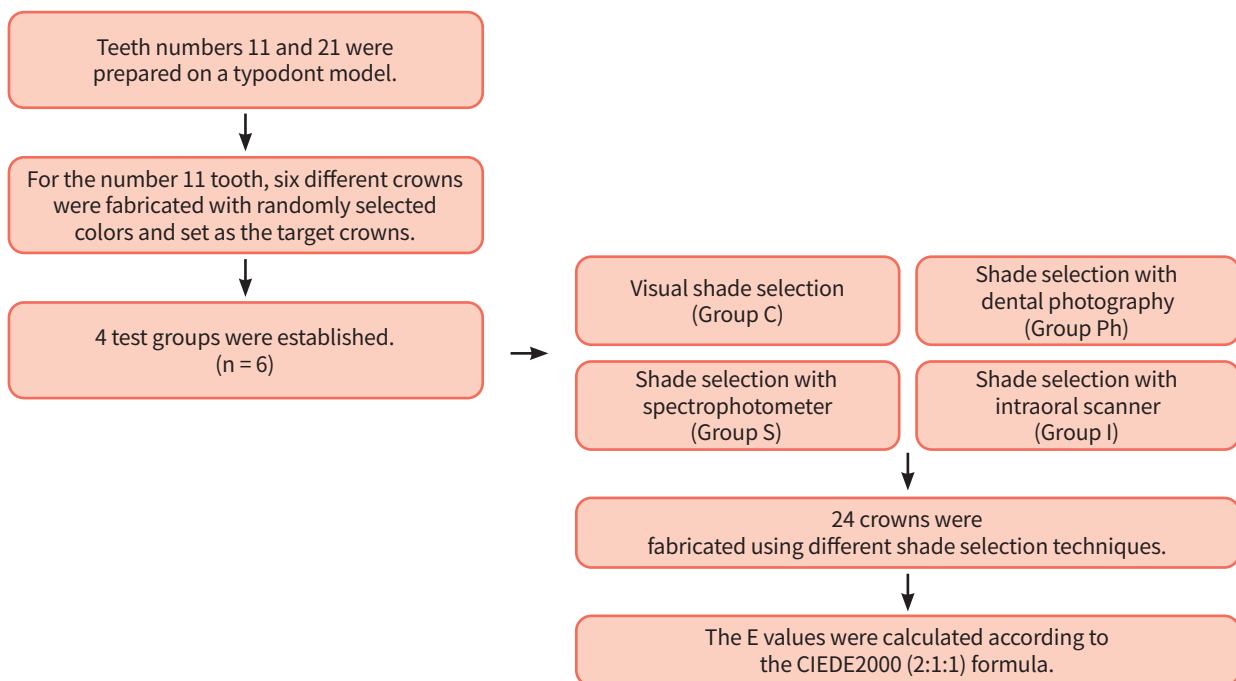 Teeth numbers 11 and 21 were
prepared on a typodont model.
For the number 11 tooth, six different crowns
were fabricated with randomly selected
colors and set as the target crowns.
4 test groups were established.
(n = 6)
Visual shade selection
(Group C)
Shade selection with
dental photography
(Group Ph)
Shade selection with
spectrophotometer
(Group S)
Shade selection with
intraoral scanner
(Group I)
24 crowns were
fabricated using different shade selection techniques.
The E values were calculated according to
the CIEDE2000 (2:1:1) formula.